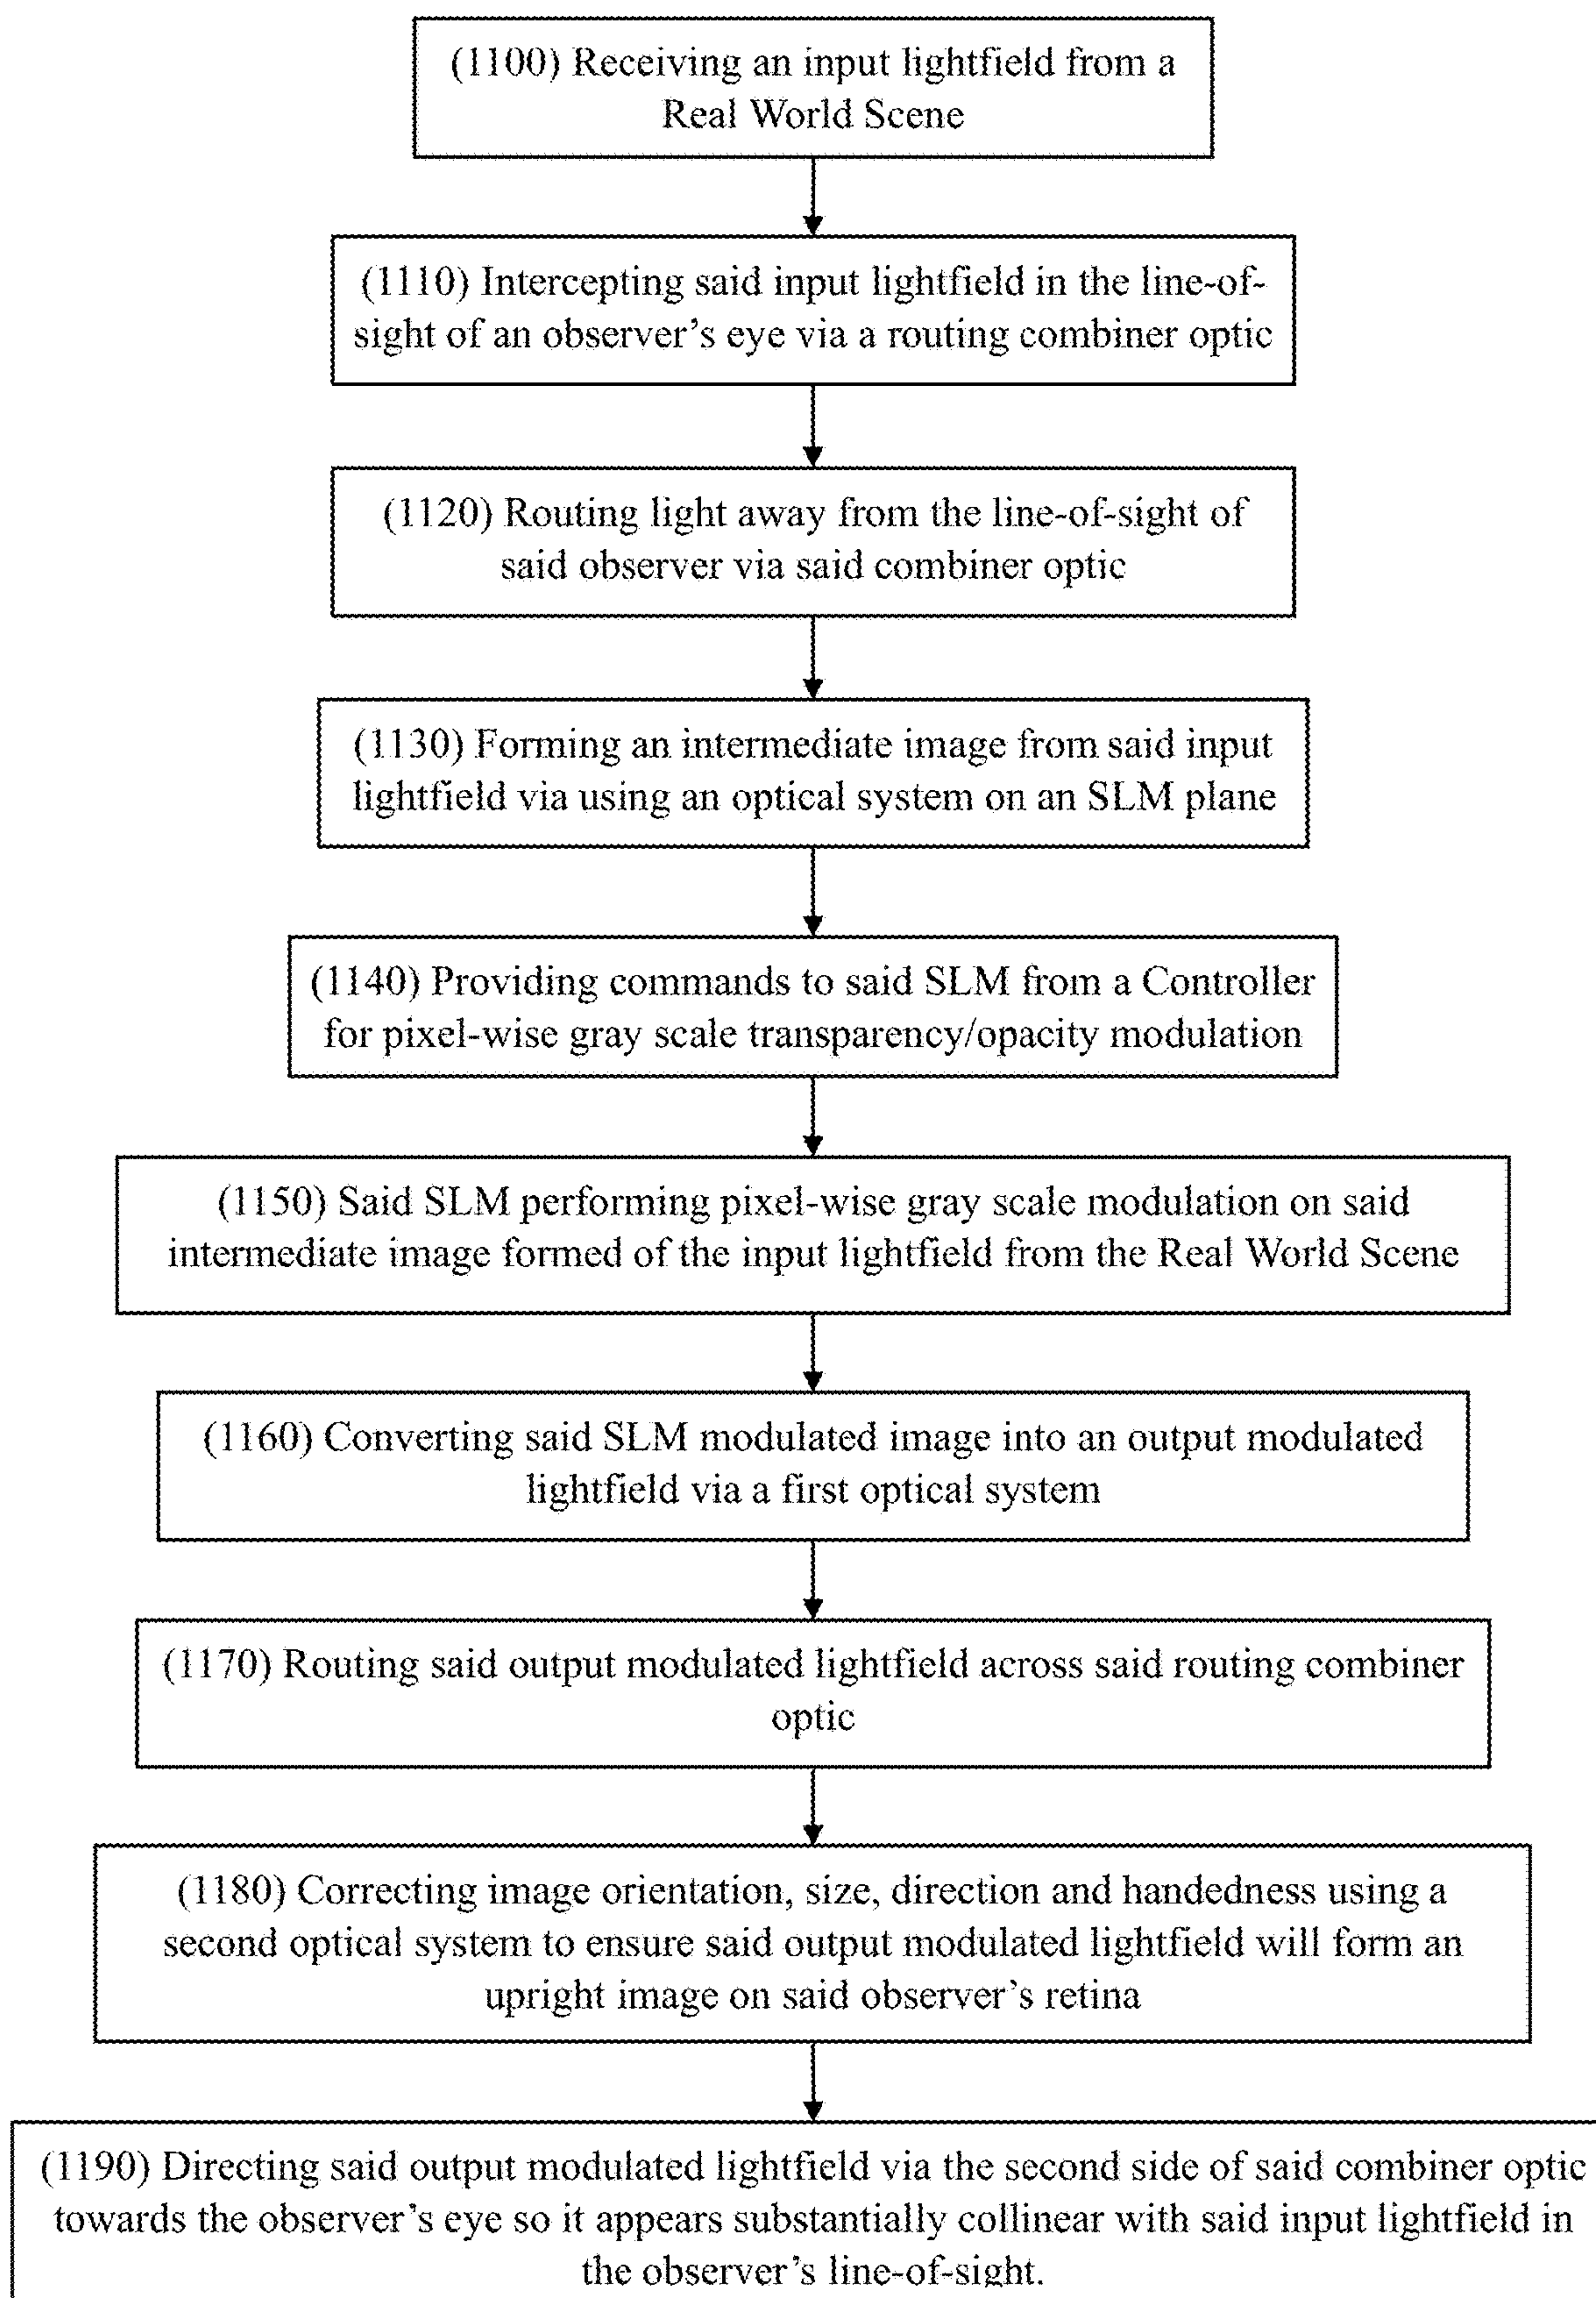 (1100) Receiving an input lightfield from a
Real World Scene
(1110) Intercepting said input lightfield in the line-of-
sight of an observer's eye via a routing combiner optic
(1120) Routing light away from the line-of-sight of
said observer via said combiner optic
(1130) Forming an intermediate image from said input
lightfield via using an optical system on an SLM plane
(1140) Providing commands to said SLM from a Controller
for pixel-wise gray scale transparency/opacity modulation
(1150) Said SLM performing pixel-wise gray scale modulation on said
intermediate image formed of the input lightfield from the Real World Scene
(1160) Converting said SLM modulated image into an output modulated
lightfield via a first optical system
(1170) Routing said output modulated lightfield across said routing combiner
optic
(1180) Correcting image orientation, size, direction and handedness using a
second optical system to ensure said output modulated lightfield will form an
upright image on said observer's retina
(1190) Directing said output modulated lightfield via the second side of said combiner optic
towards the observer's eye so it appears substantially collinear with said input lightfield in
the observer's line-of-sight.